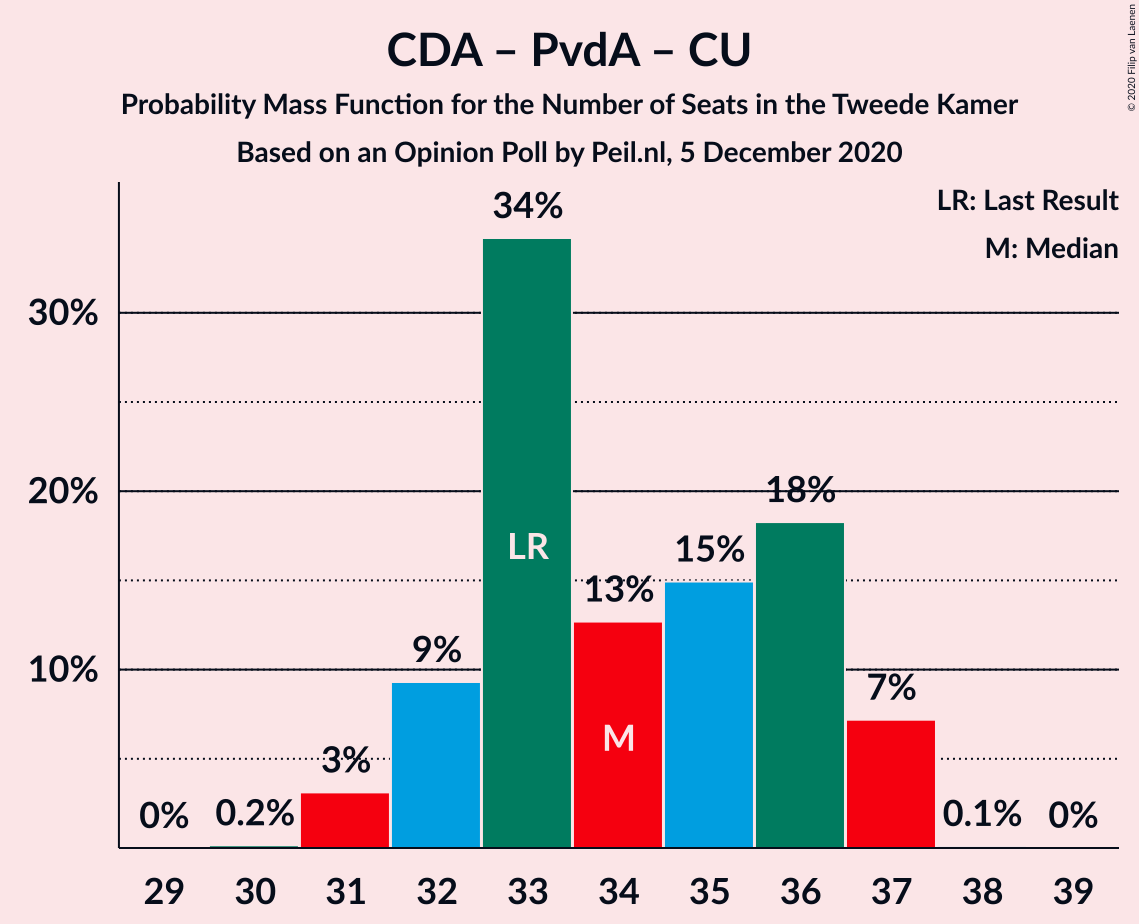 CDA – PvdA – CU
Probability Mass Function for the Number of Seats in the Tweede Kamer
Based on an Opinion Poll by Peil.nl, 5 December 2020
© 2020 Filip van Laenen
LR: Last Result
M: Median
34%
30%
20%
18%
LR
15%
13%
10%
9%
7%
M
3%
0%
0.2%
0.1%
0%
29 30 31 32 33 34 35 36 37 38 39